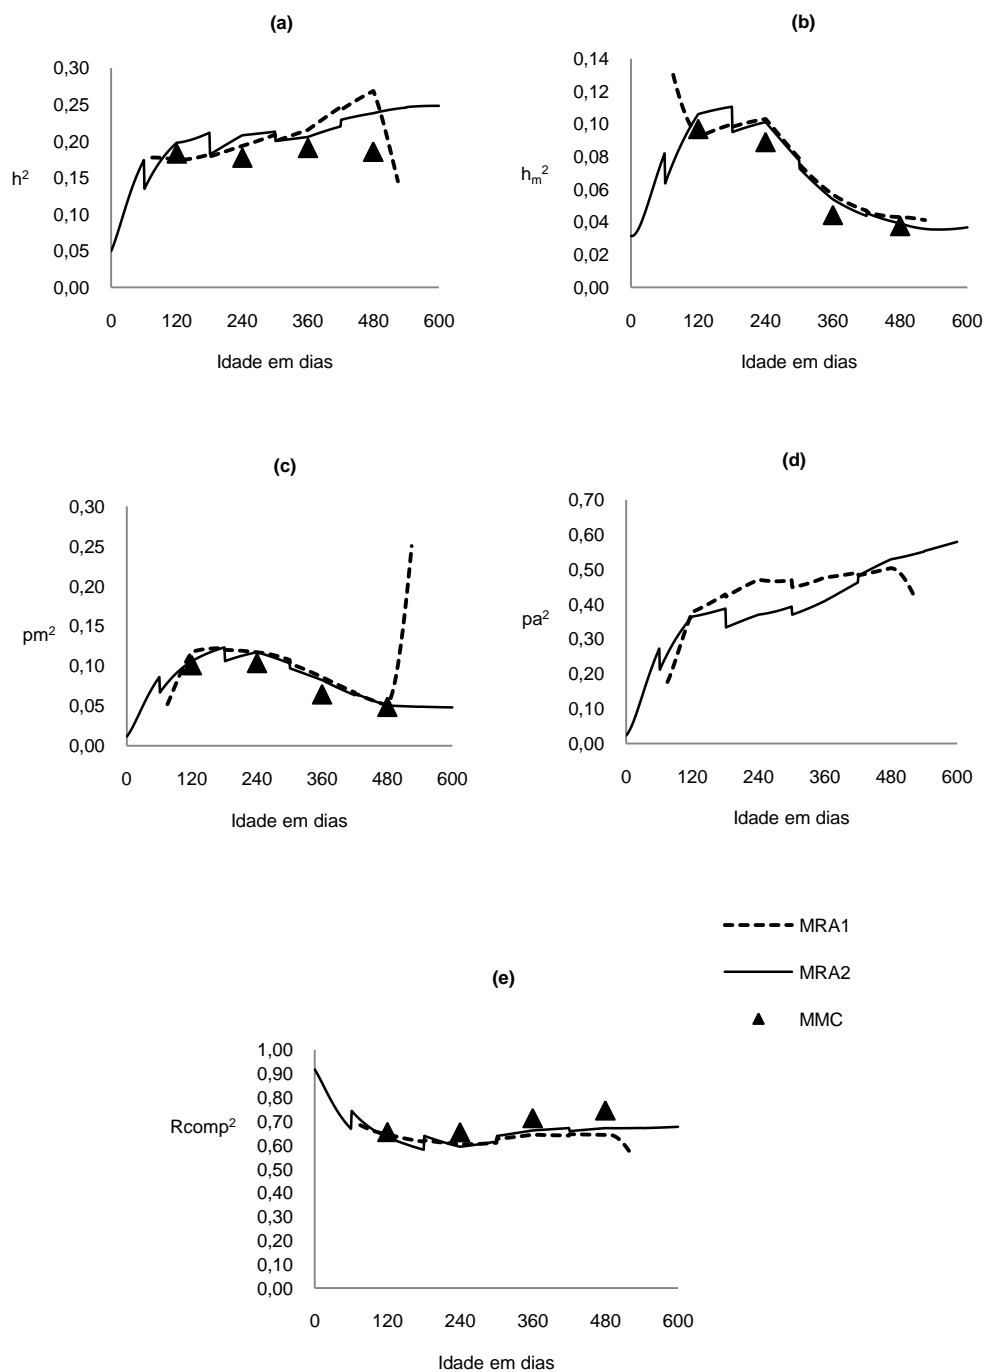 (a)
0,30
0,25
0,20
0,15
0,10
0,05
0,00
h²
0 120 240 360 480 600
Idade em dias
(b)
0,14
0,12
0,10
0,08
0,06
0,04
0,02
0,00
hm²
0 120 240 360 480 600
Idade em dias
(c)
0,30
0,25
0,20
0,15
0,10
0,05
0,00
pm²
0 120 240 360 480 600
Idade em dias
(d)
0,70
0,60
0,50
0,40
0,30
0,20
0,10
0,00
pa²
0 120 240 360 480 600
Idade em dias
MRA1
MRA2
MMC
(e)
1,00
0,90
0,80
0,70
0,60
0,50
0,40
0,30
0,20
0,10
0,00
Rcomp²
0 120 240 360 480 600
Idade em dias